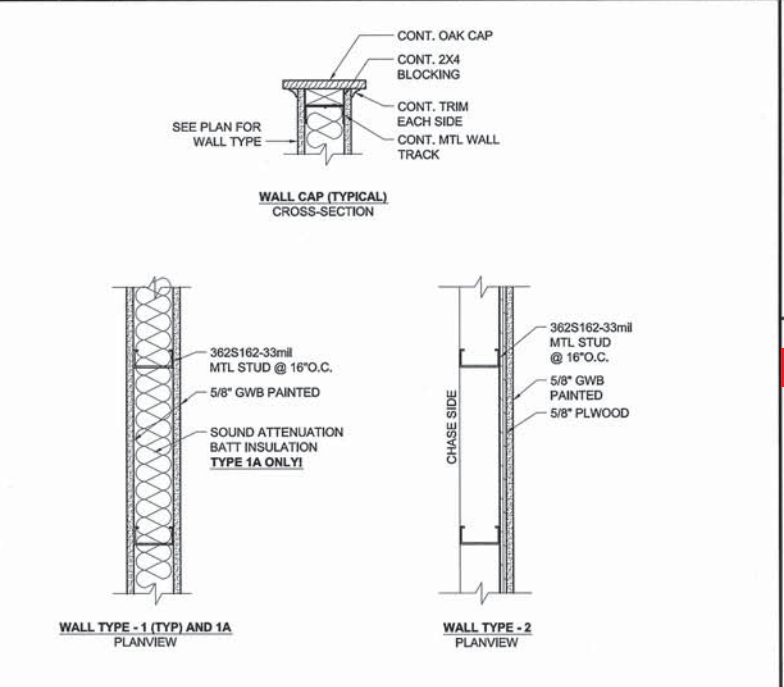 CONT. OAK CAP
CONT. 2X4
BLOCKING
CONT. TRIM
EACH SIDE
CONT. MTL WALL
TRACK
SEE PLAN FOR
WALL TYPE
WALL CAP (TYPICAL)
CROSS-SECTION
362S162-33mil
MTL STUD @ 16"O.C.
5/8" GWB PAINTED
SOUND ATTENUATION
BATT INSULATION
TYPE 1A ONLY!
WALL TYPE - 1 (TYP) AND 1A
PLANVIEW
CHASE SIDE
362S162-33mil
MTL STUD
@ 16"O.C.
5/8" GWB
PAINTED
5/8" PLWOOD
WALL TYPE - 2
PLANVIEW